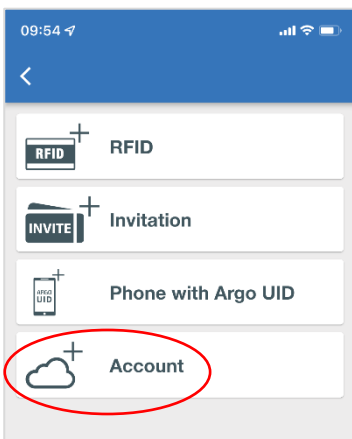 09:54
RFID
RFID
INVITE
Invitation
ARGO
UID
Phone with Argo UID
Account